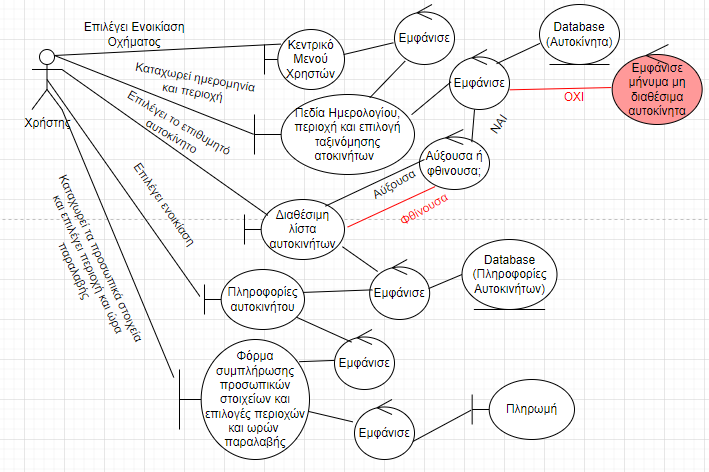 Επιλέγει Ενοικίαση
Οχήματος
Κεντρικό
Μενού
Χρηστών
Εμφάνισε
Database
(Αυτοκίνητα)
Εμφάνισε
Εμφάνισε
μήνυμα μη
διαθέσιμα
αυτοκίνητα
ΟΧΙ
ΝΑΙ
Καταχωρεί ημερομηνία
και περιοχή
Πεδία Ημερολογίου,
περιοχή και επιλογή
ταξινόμησης
ατοκινήτων
Χρήστης
Επιλέγει το επιθυμητό
αυτοκίνητο
Αύξουσα ή
φθινουσα;
Αύξουσα
Φθίνουσα
Διαθέσιμη
λίστα
αυτοκινήτων
Επιλέγει ενοικίαση
Database
(Πληροφορίες
Αυτοκινήτων)
Πληροφορίες
αυτοκινήτου
Εμφάνισε
Καταχωρεί τα προσωπικά στοιχεία
και επιλέγει περιοχή και ώρα
παραλαβής
Εμφάνισε
Φόρμα
συμπλήρωσης
προσωπικών
στοιχείων και
επιλογές περιοχών
και ωρών
παραλαβής
Εμφάνισε
Πληρωμή